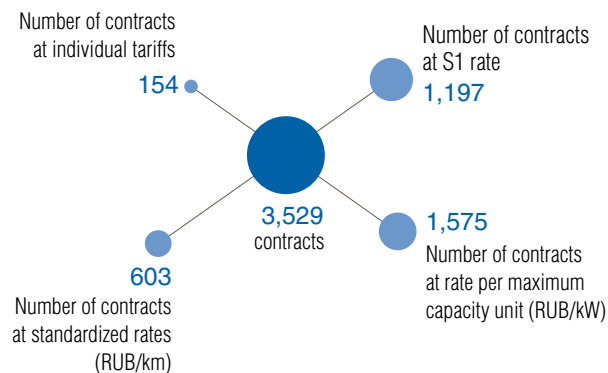 Number of contracts
at individual tariffs
154
Number of contracts
at S1 rate
1,197
3,529
contracts
603
Number of contracts
at standardized rates
(RUB/km)
1,575
Number of contracts
at rate per maximum
capacity unit (RUB/kW)